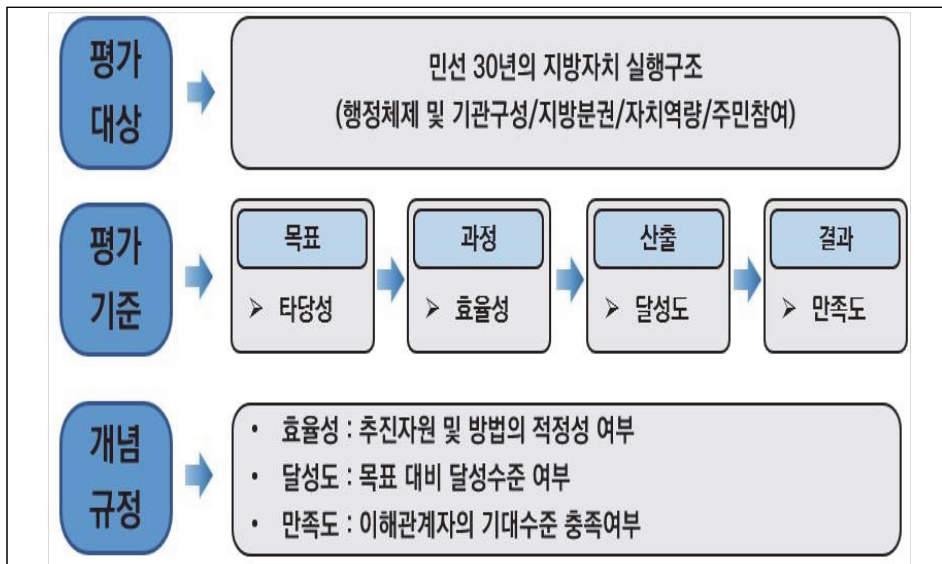 평가
대상
민선 30년의 지방자치 실행구조
(행정체제 및 기관구성/지방분권/자치역량/주민참여)
평가
기준
목표
➢ 타당성
과정
➢ 효율성
산출
➢ 달성도
결과
➢ 만족도
개념
규정
• 효율성 : 추진자원 및 방법의 적정성 여부
• 달성도 : 목표 대비 달성수준 여부
• 만족도 : 이해관계자의 기대수준 충족여부